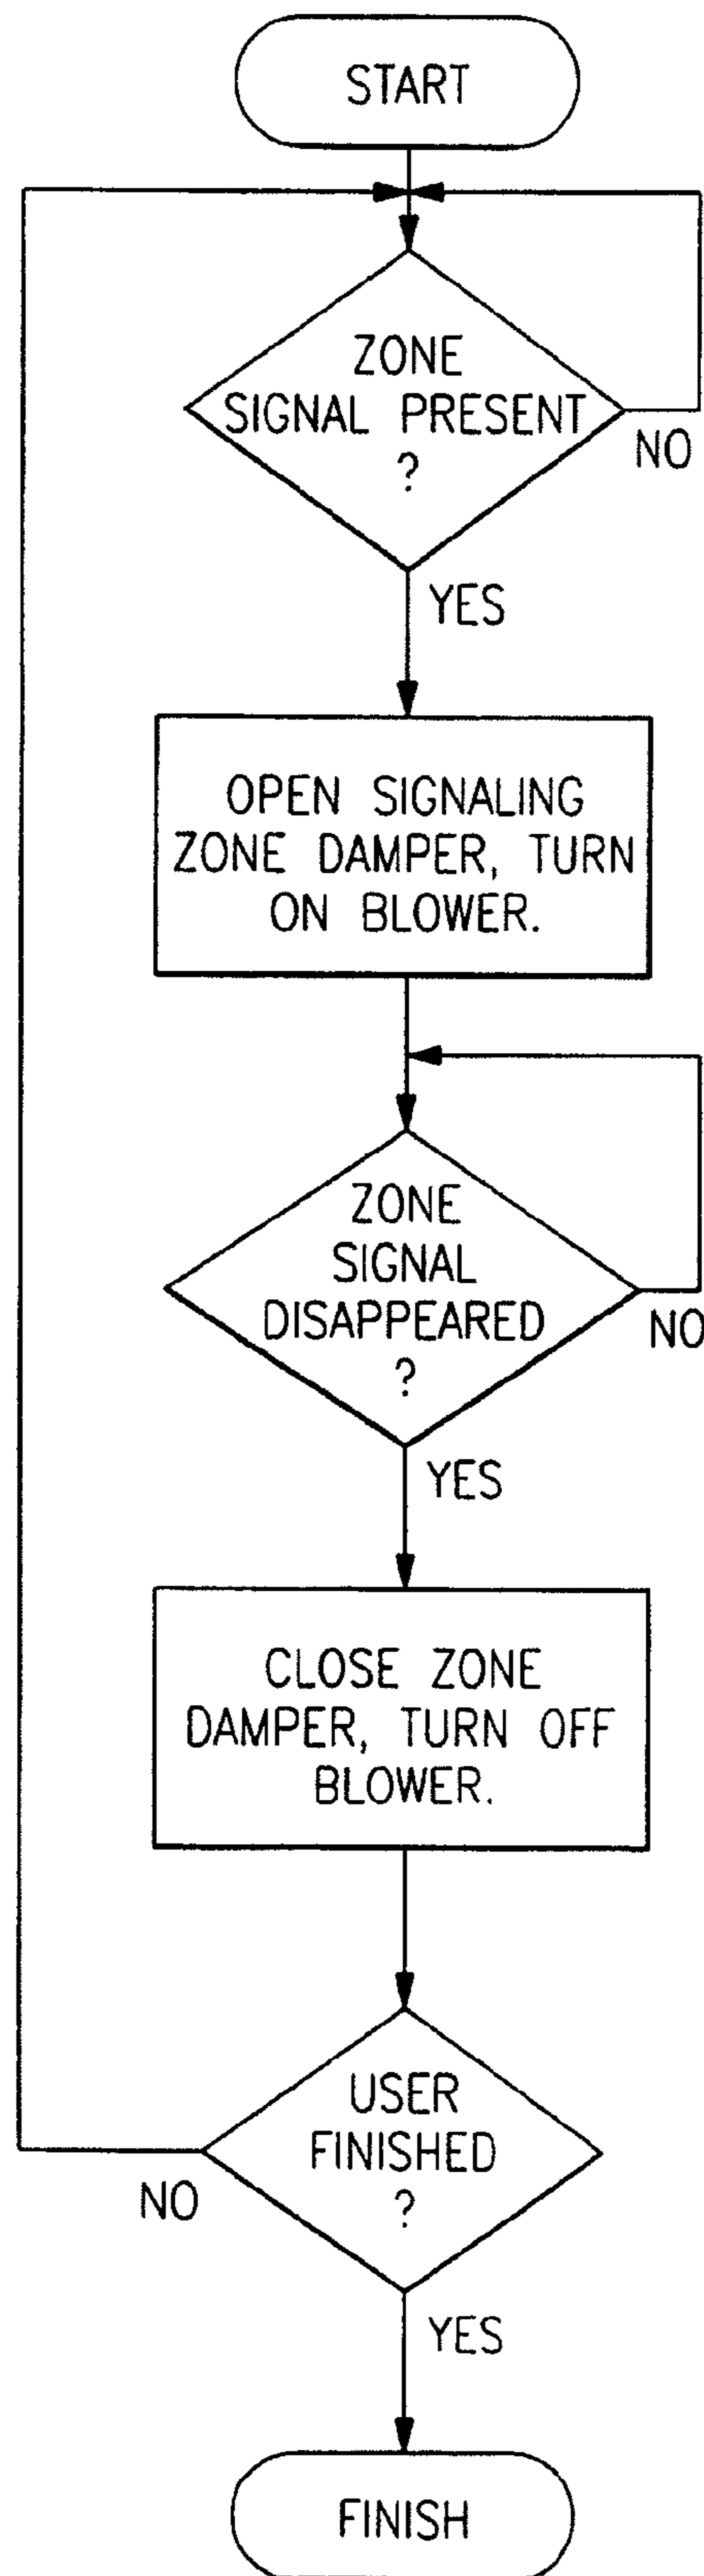 START
ZONE
SIGNAL PRESENT
?
NO
YES
OPEN SIGNALING
ZONE DAMPER, TURN
ON BLOWER.
ZONE
SIGNAL
DISAPPEARED
?
NO
YES
CLOSE ZONE
DAMPER, TURN OFF
BLOWER.
USER
FINISHED
?
NO
YES
FINISH